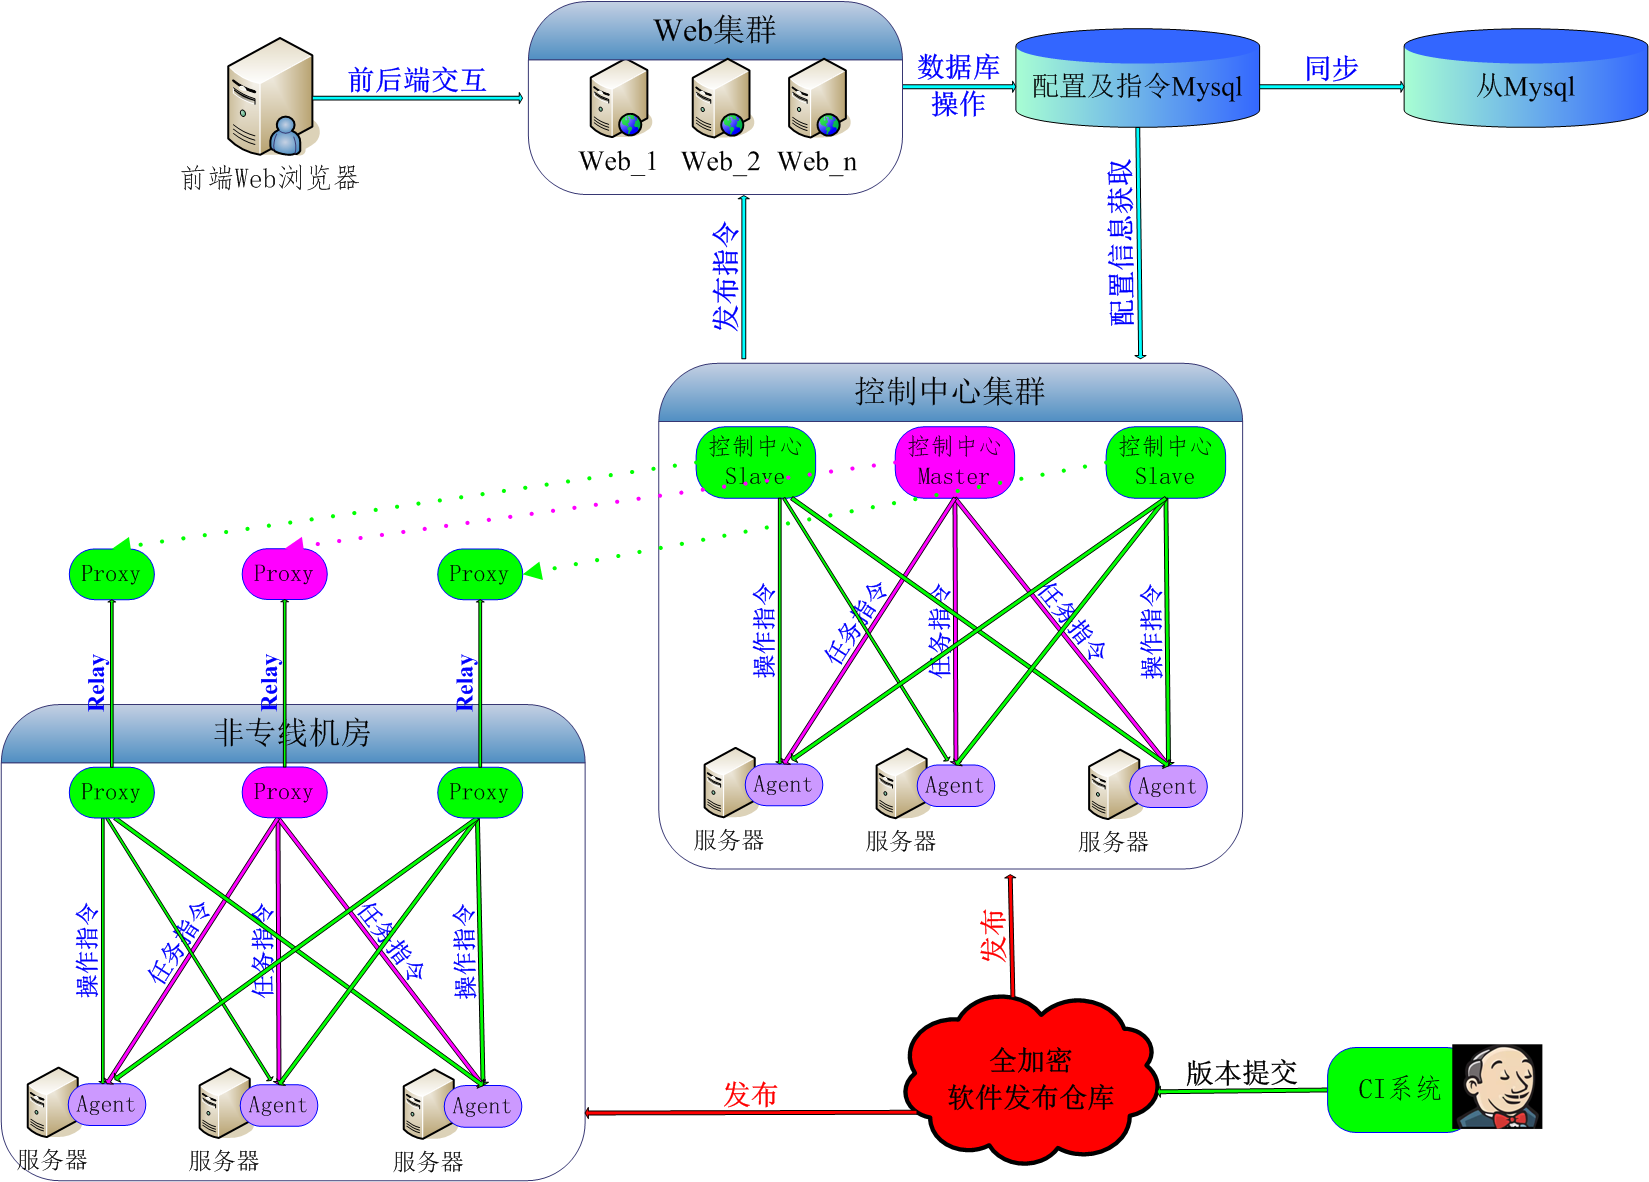 Web集群
前后端交互
数据库
操作
配置及指令Mysql
同步
从Mysql
Web_1
Web_2
Web_n
前端Web浏览器
发布指令
配置信息获取
控制中心集群
控制中心
Slave
控制中心
Master
控制中心
Slave
Proxy
Proxy
Proxy
操作指令
任务指令
任务指令
任务指令
操作指令
Relay
Relay
Relay
非专线机房
Proxy
Proxy
Proxy
Agent
Agent
Agent
服务器
服务器
服务器
操作指令
任务指令
任务指令
任务指令
操作指令
发布
全加密
软件发布仓库
版本提交
CI系统
发布
Agent
Agent
Agent
服务器
服务器
服务器